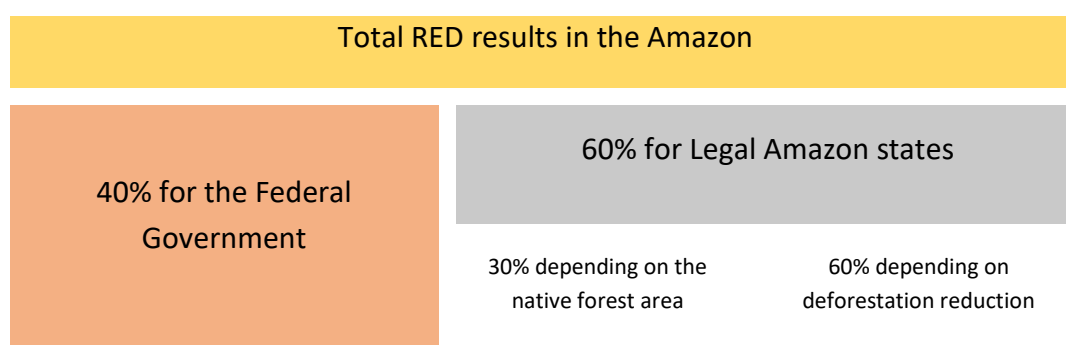 Total RED results in the Amazon
40% for the Federal
Government
60% for Legal Amazon states
30% depending on the
native forest area
60% depending on
deforestation reduction